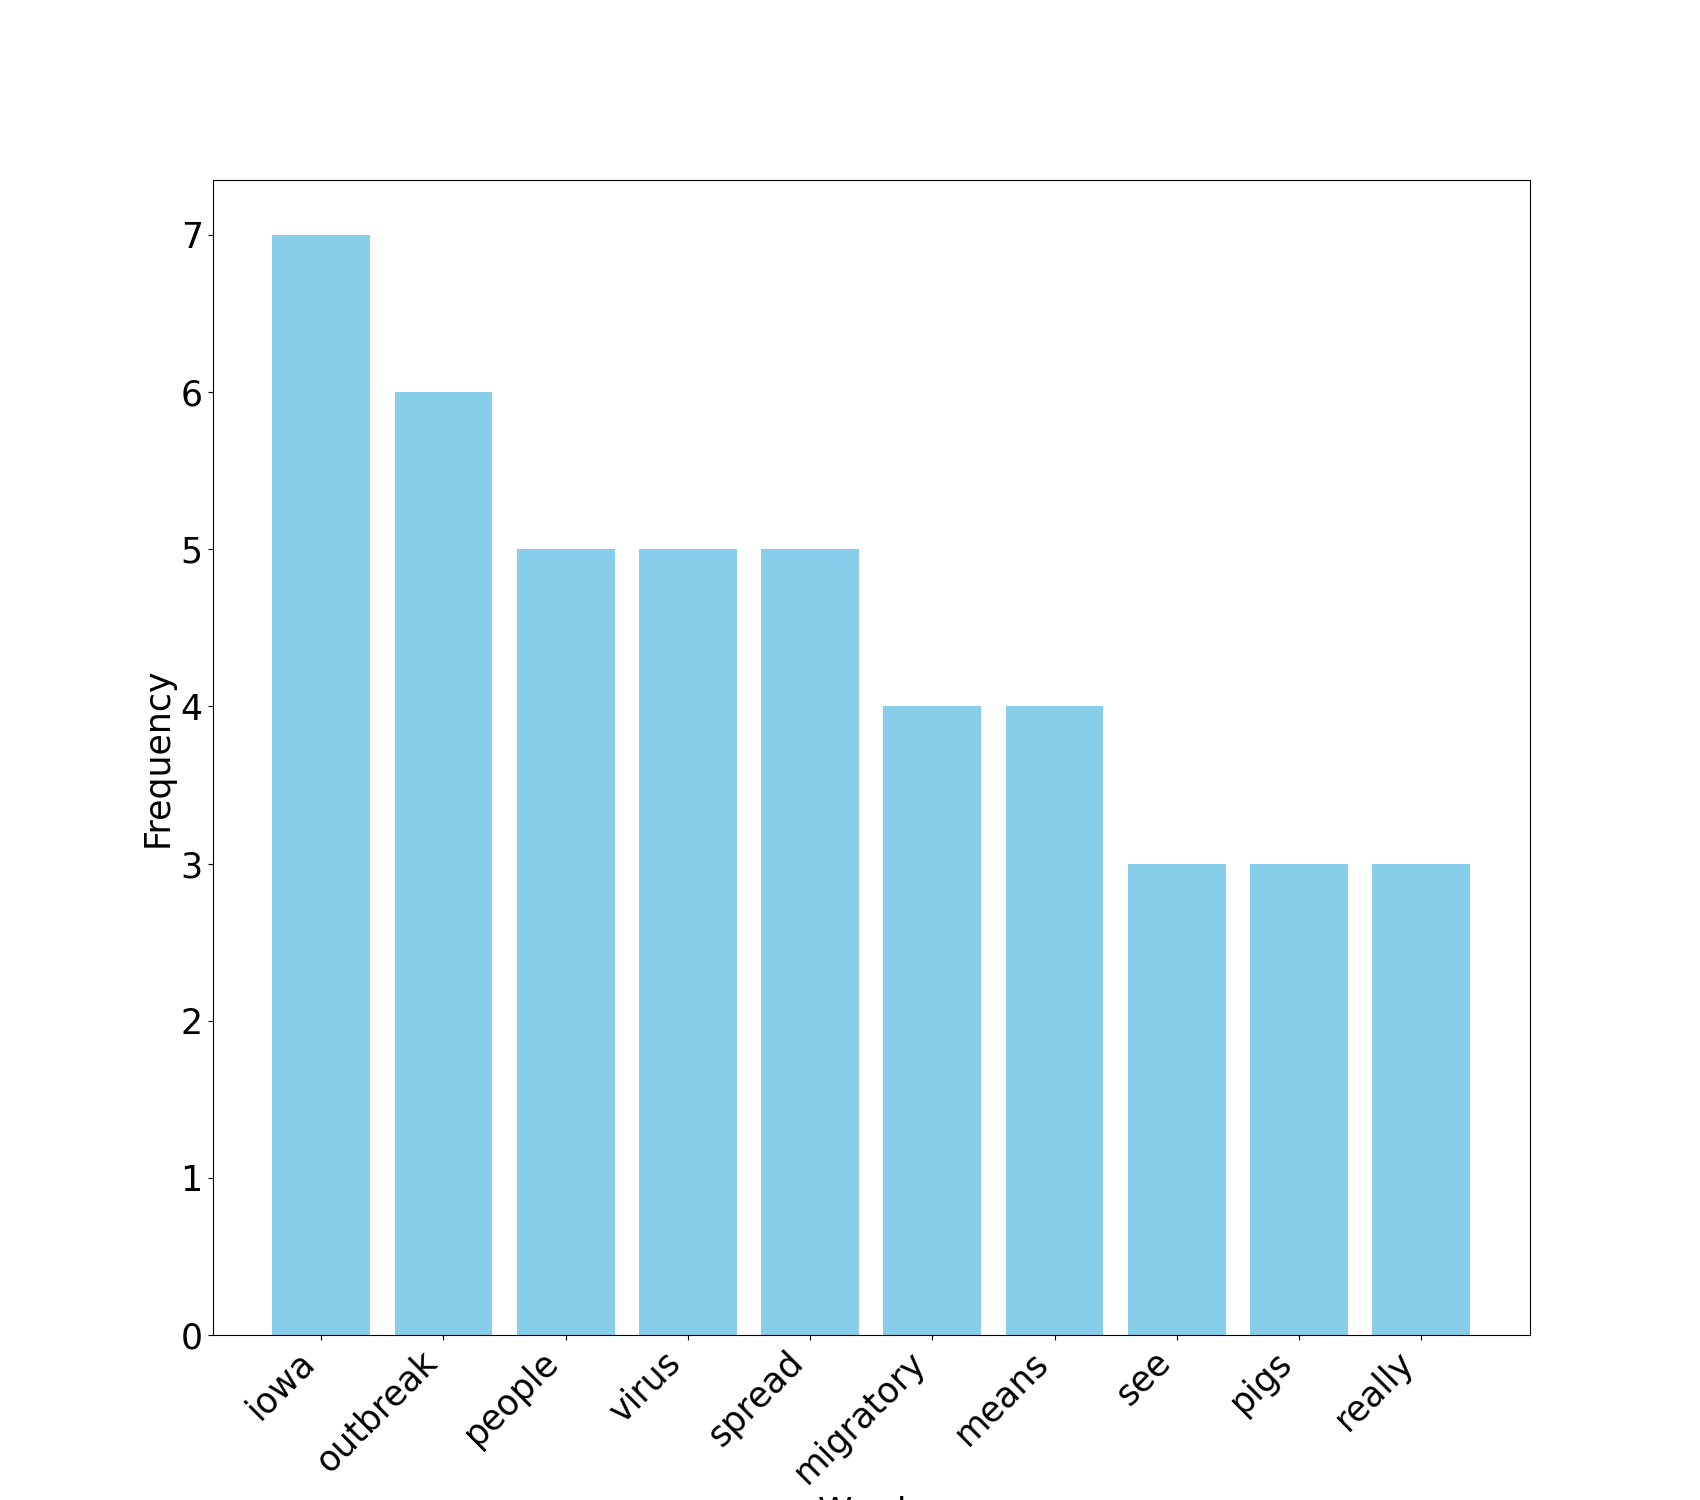 Frequency
7
6
5
4
3
2
1
0
iowa
outbreak
people
virus
spread
migratory
means
see
pigs
really